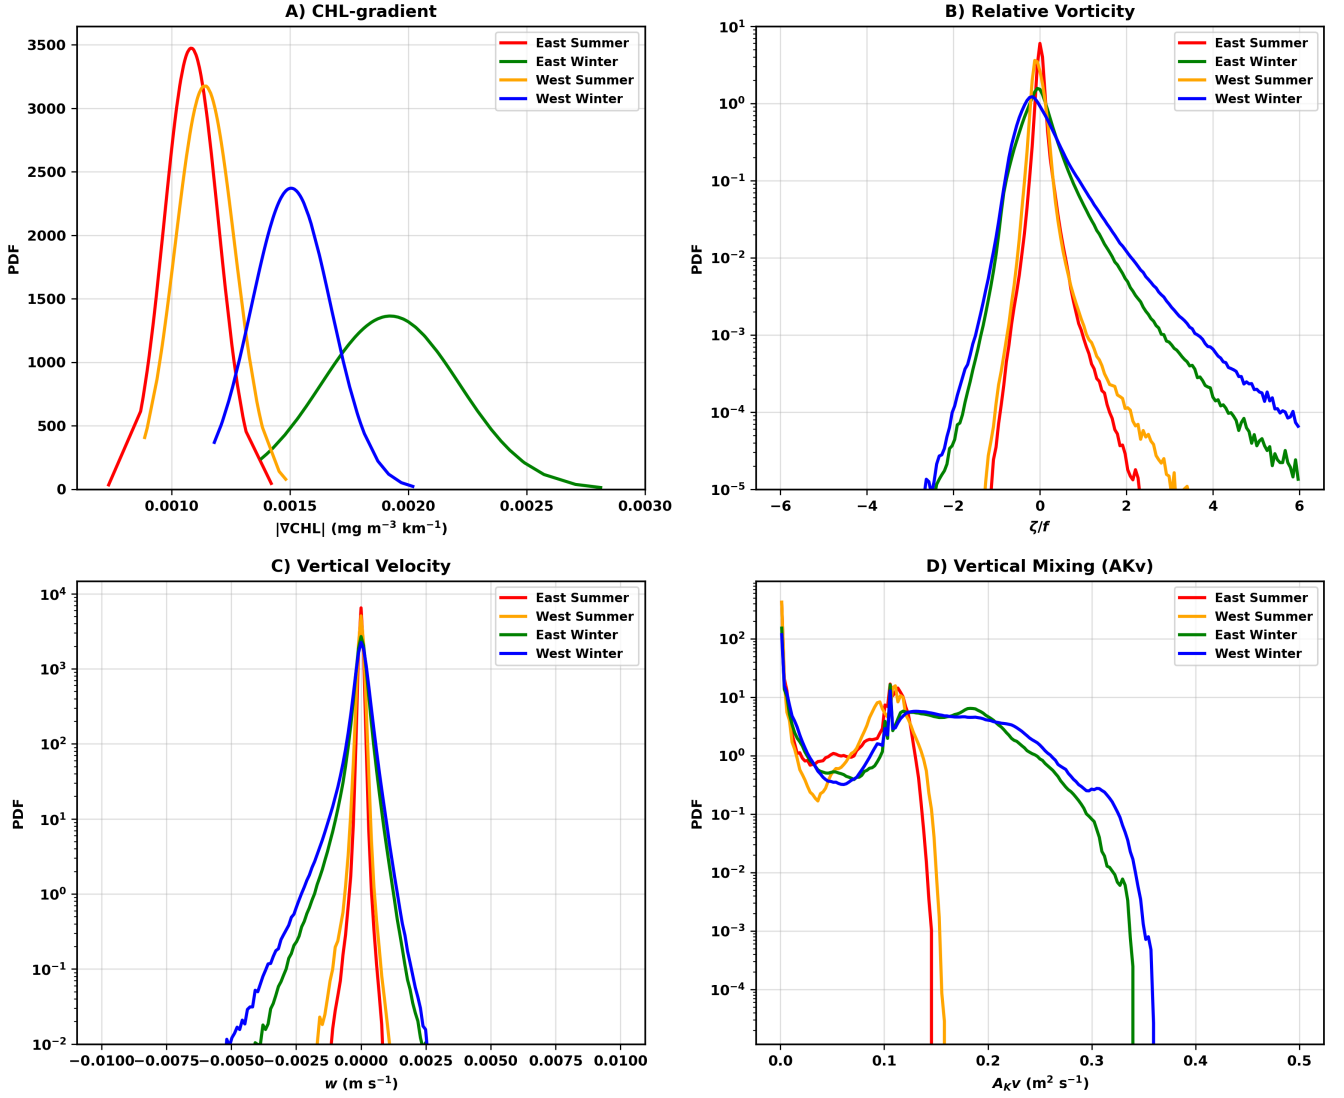 A) CHL-gradient
3500
3000
2500
2000
1500
1000
500
0
PDF
East Summer
East Winter
West Summer
West Winter
0.0010
0.0015
0.0020
0.0025
0.0030
|∇CHL| (mg m⁻³ km⁻¹)
B) Relative Vorticity
10¹
10⁰
10⁻¹
10⁻²
10⁻³
10⁻⁴
10⁻⁵
PDF
East Summer
East Winter
West Summer
West Winter
−6
−4
−2
0
2
4
6
ζ/f
C) Vertical Velocity
10⁴
10³
10²
10¹
10⁰
10⁻¹
10⁻²
PDF
East Summer
West Summer
East Winter
West Winter
−0.0100
−0.0075
−0.0050
−0.0025
0.0000
0.0025
0.0050
0.0075
0.0100
w (m s⁻¹)
D) Vertical Mixing (AKv)
10²
10¹
10⁰
10⁻¹
10⁻²
10⁻³
10⁻⁴
PDF
East Summer
West Summer
East Winter
West Winter
0.0
0.1
0.2
0.3
0.4
0.5
A_Kv (m² s⁻¹)